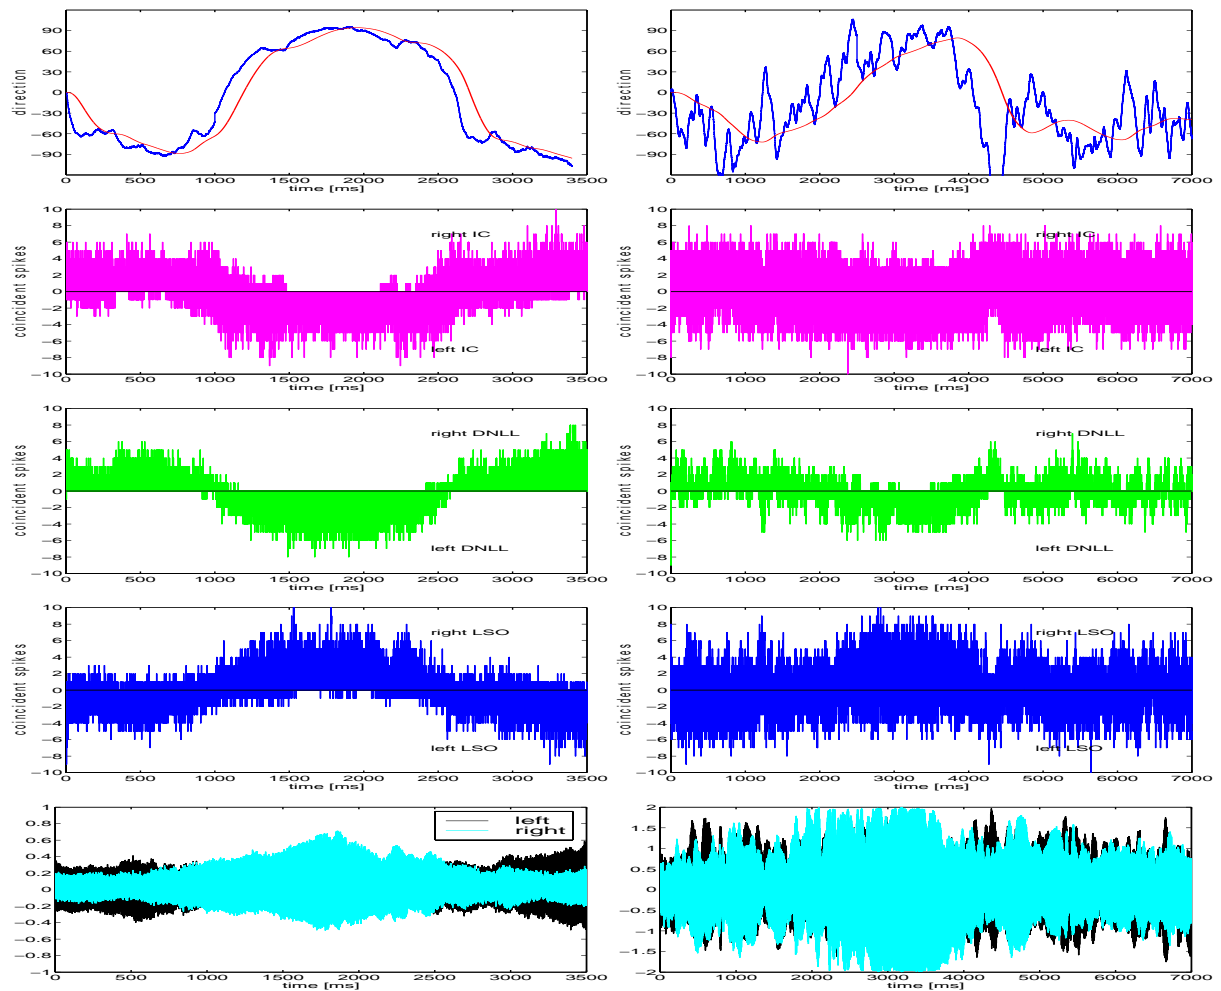 90
60
30
0
−30
−60
−90
direction
0 500 1000 1500 2000 2500 3000 3500
time [ms]
90
60
30
0
−30
−60
−90
direction
0 1000 2000 3000 4000 5000 6000 7000
time [ms]
10
8
6
4
2
0
−2
−4
−6
−8
−10
coincident spikes
right IC
left IC
0 500 1000 1500 2000 2500 3000 3500
time [ms]
10
8
6
4
2
0
−2
−4
−6
−8
−10
coincident spikes
right IC
left IC
0 1000 2000 3000 4000 5000 6000 7000
time [ms]
10
8
6
4
2
0
−2
−4
−6
−8
−10
coincident spikes
right DNLL
left DNLL
0 500 1000 1500 2000 2500 3000 3500
time [ms]
10
8
6
4
2
0
−2
−4
−6
−8
−10
coincident spikes
right DNLL
left DNLL
0 1000 2000 3000 4000 5000 6000 7000
time [ms]
10
8
6
4
2
0
−2
−4
−6
−8
−10
coincident spikes
right LSO
left LSO
0 500 1000 1500 2000 2500 3000 3500
time [ms]
10
8
6
4
2
0
−2
−4
−6
−8
−10
coincident spikes
right LSO
left LSO
0 1000 2000 3000 4000 5000 6000 7000
time [ms]
1
0.8
0.6
0.4
0.2
0
−0.2
−0.4
−0.6
−0.8
−1
left
right
0 500 1000 1500 2000 2500 3000 3500
time [ms]
2
1.5
1
0.5
0
−0.5
−1
−1.5
−2
0 1000 2000 3000 4000 5000 6000 7000
time [ms]